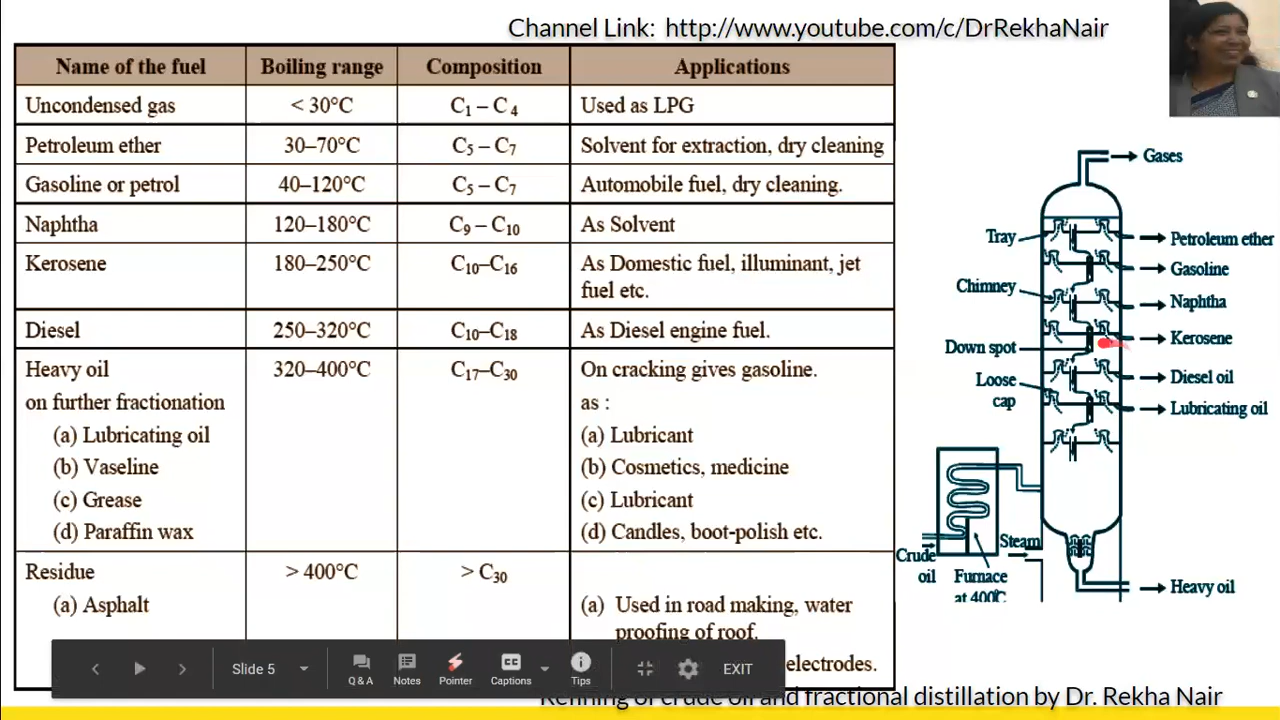 Channel Link: http://www.youtube.com/c/DrRekhaNair
Name of the fuel Boiling range Composition Applications
Uncondensed gas < 30°C C1 – C4 Used as LPG
Petroleum ether 30–70°C C5 – C7 Solvent for extraction, dry cleaning
Gasoline or petrol 40–120°C C5 – C7 Automobile fuel, dry cleaning.
Naphtha 120–180°C C9 – C10 As Solvent
Kerosene 180–250°C C10–C16 As Domestic fuel, illuminant, jet
fuel etc.
Diesel 250–320°C C10–C18 As Diesel engine fuel.
Heavy oil 320–400°C C17–C30 On cracking gives gasoline.
on further fractionation as :
(a) Lubricating oil (a) Lubricant
(b) Vaseline (b) Cosmetics, medicine
(c) Grease (c) Lubricant
(d) Paraffin wax (d) Candles, boot-polish etc.
Residue > 400°C > C30
(a) Asphalt (a) Used in road making, water
proofing of roof.
electrodes.
Gases
Tray
Petroleum ether
Gasoline
Chimney
Naphtha
Kerosene
Down spot
Diesel oil
Loose
cap
Lubricating oil
Crude
oil
Furnace
at 400°C
Steam
Heavy oil
Slide 5
Q & A
Notes
Pointer
Captions
Tips
EXIT
Refining of crude oil and fractional distillation by Dr. Rekha Nair